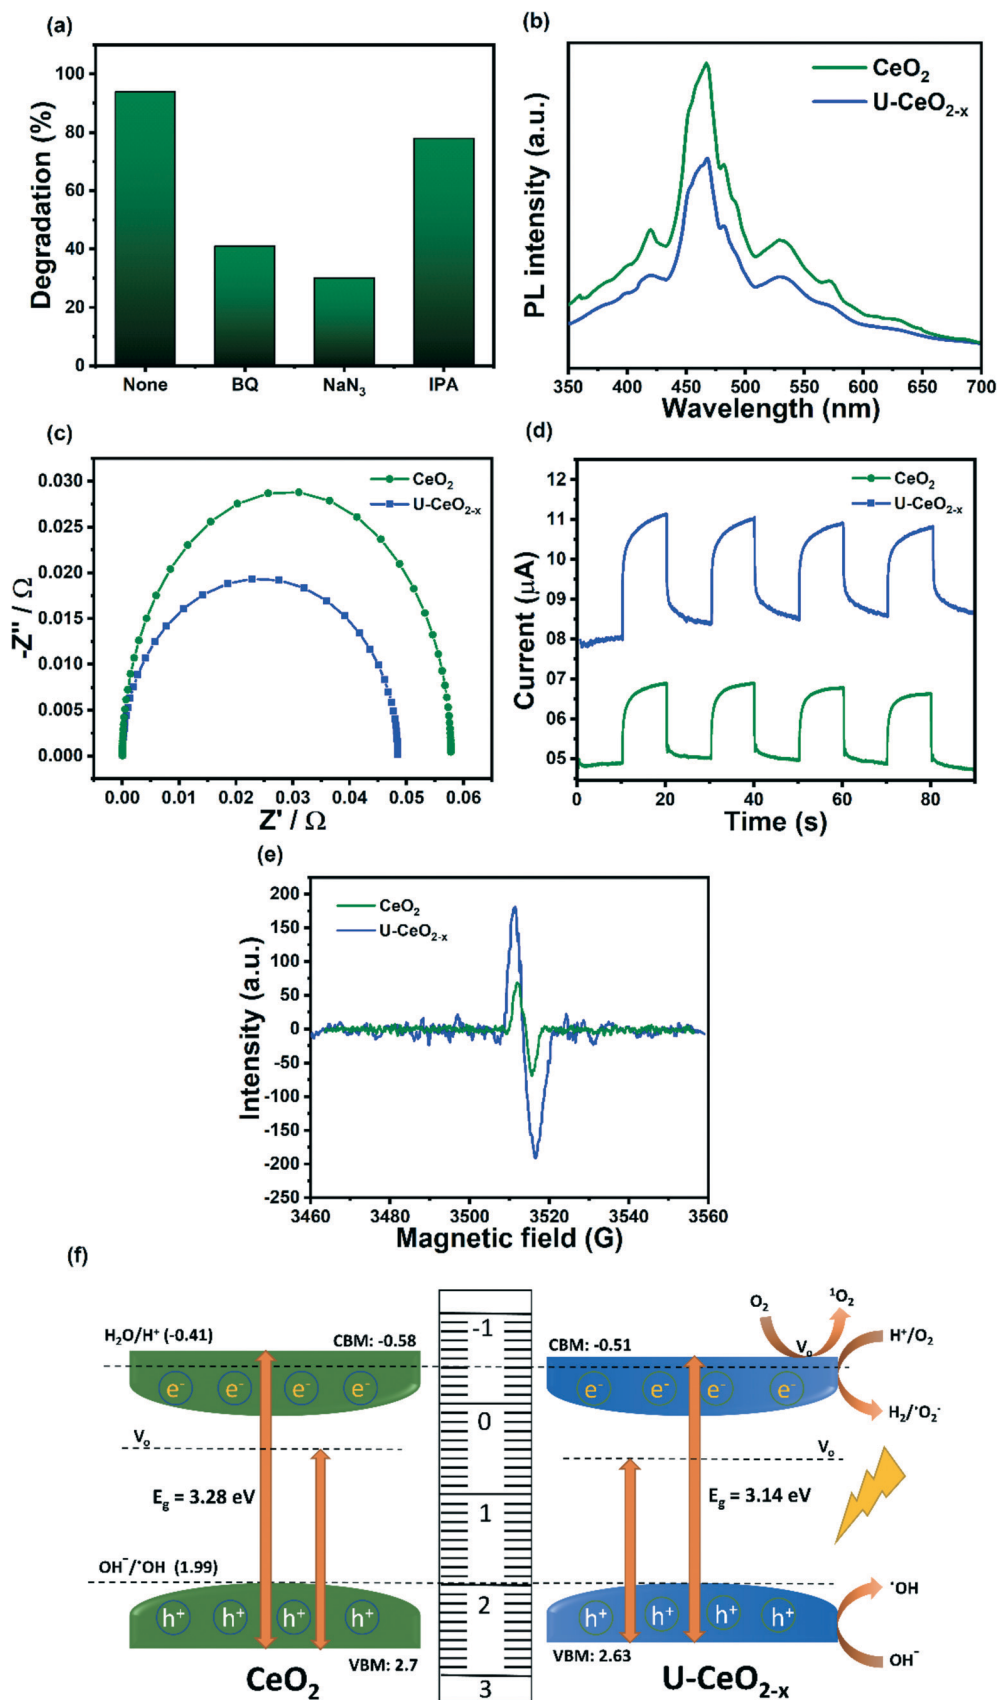 (a)
Degradation (%)
100
80
60
40
20
0
None BQ NaN₃ IPA
(b)
PL intensity (a.u.)
CeO₂
U-CeO₂₋ₓ
350 400 450 500 550 600 650 700
Wavelength (nm)
(c)
-Z'' / Ω
0.030
0.025
0.020
0.015
0.010
0.005
0.000
CeO₂
U-CeO₂₋ₓ
0.00 0.01 0.02 0.03 0.04 0.05 0.06
Z' / Ω
(d)
Current (μA)
12
11
10
09
08
07
06
05
CeO₂
U-CeO₂₋ₓ
0 20 40 60 80
Time (s)
(e)
Intensity (a.u.)
200
150
100
50
0
-50
-100
-150
-200
-250
CeO₂
U-CeO₂₋ₓ
3460 3480 3500 3520 3540 3560
Magnetic field (G)
(f)
H₂O/H⁺ (-0.41)
CBM: -0.58
e⁻ e⁻ e⁻ e⁻
Vₒ
E_g = 3.28 eV
OH⁻/•OH (1.99)
h⁺ h⁺ h⁺ h⁺
VBM: 2.7
CeO₂
-1
0
1
2
3
CBM: -0.51
O₂ ¹O₂
Vₒ
H⁺/O₂
e⁻ e⁻ e⁻ e⁻
H₂/•O₂⁻
Vₒ
E_g = 3.14 eV
•OH
h⁺ h⁺ h⁺ h⁺
VBM: 2.63
OH⁻
U-CeO₂₋ₓ